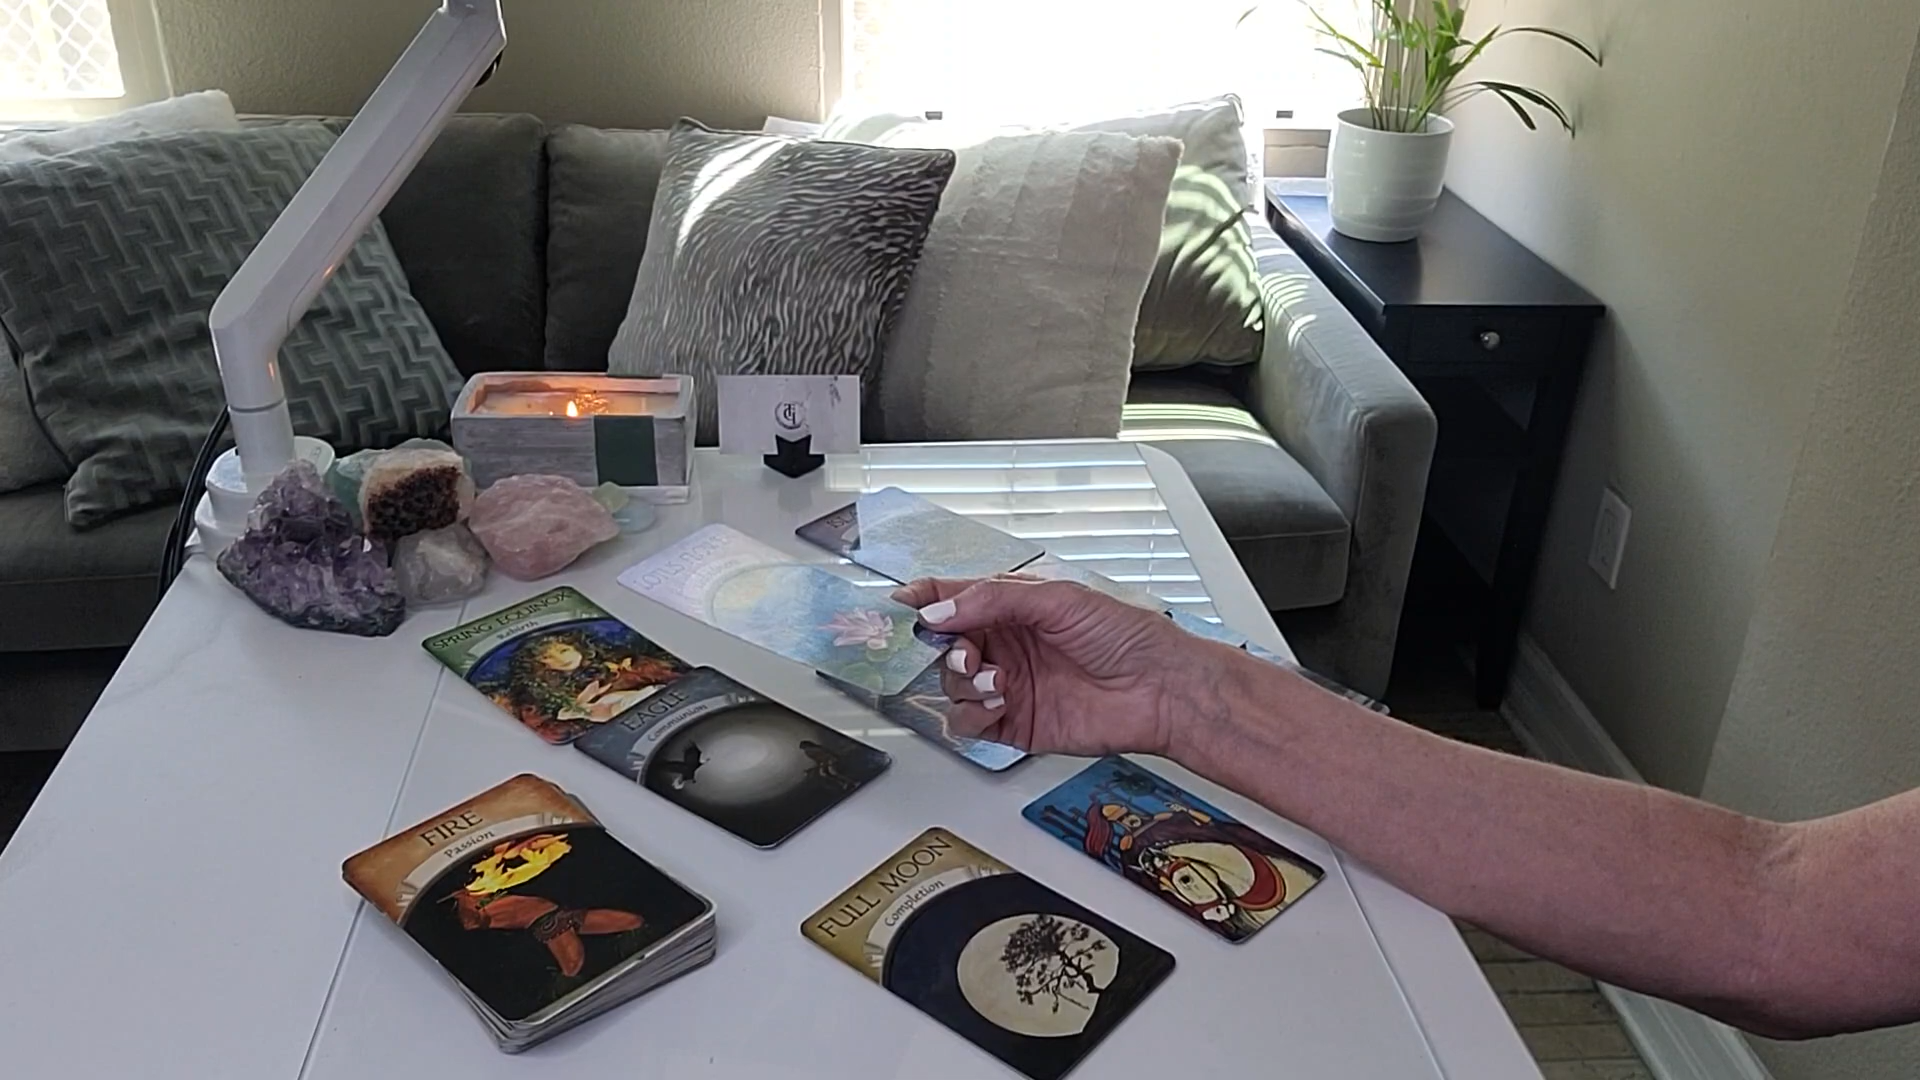 LOTUS FLOWER
SPRING EQUINOX
Rebirth
EAGLE
Communion
FIRE
Passion
FULL MOON
Completion